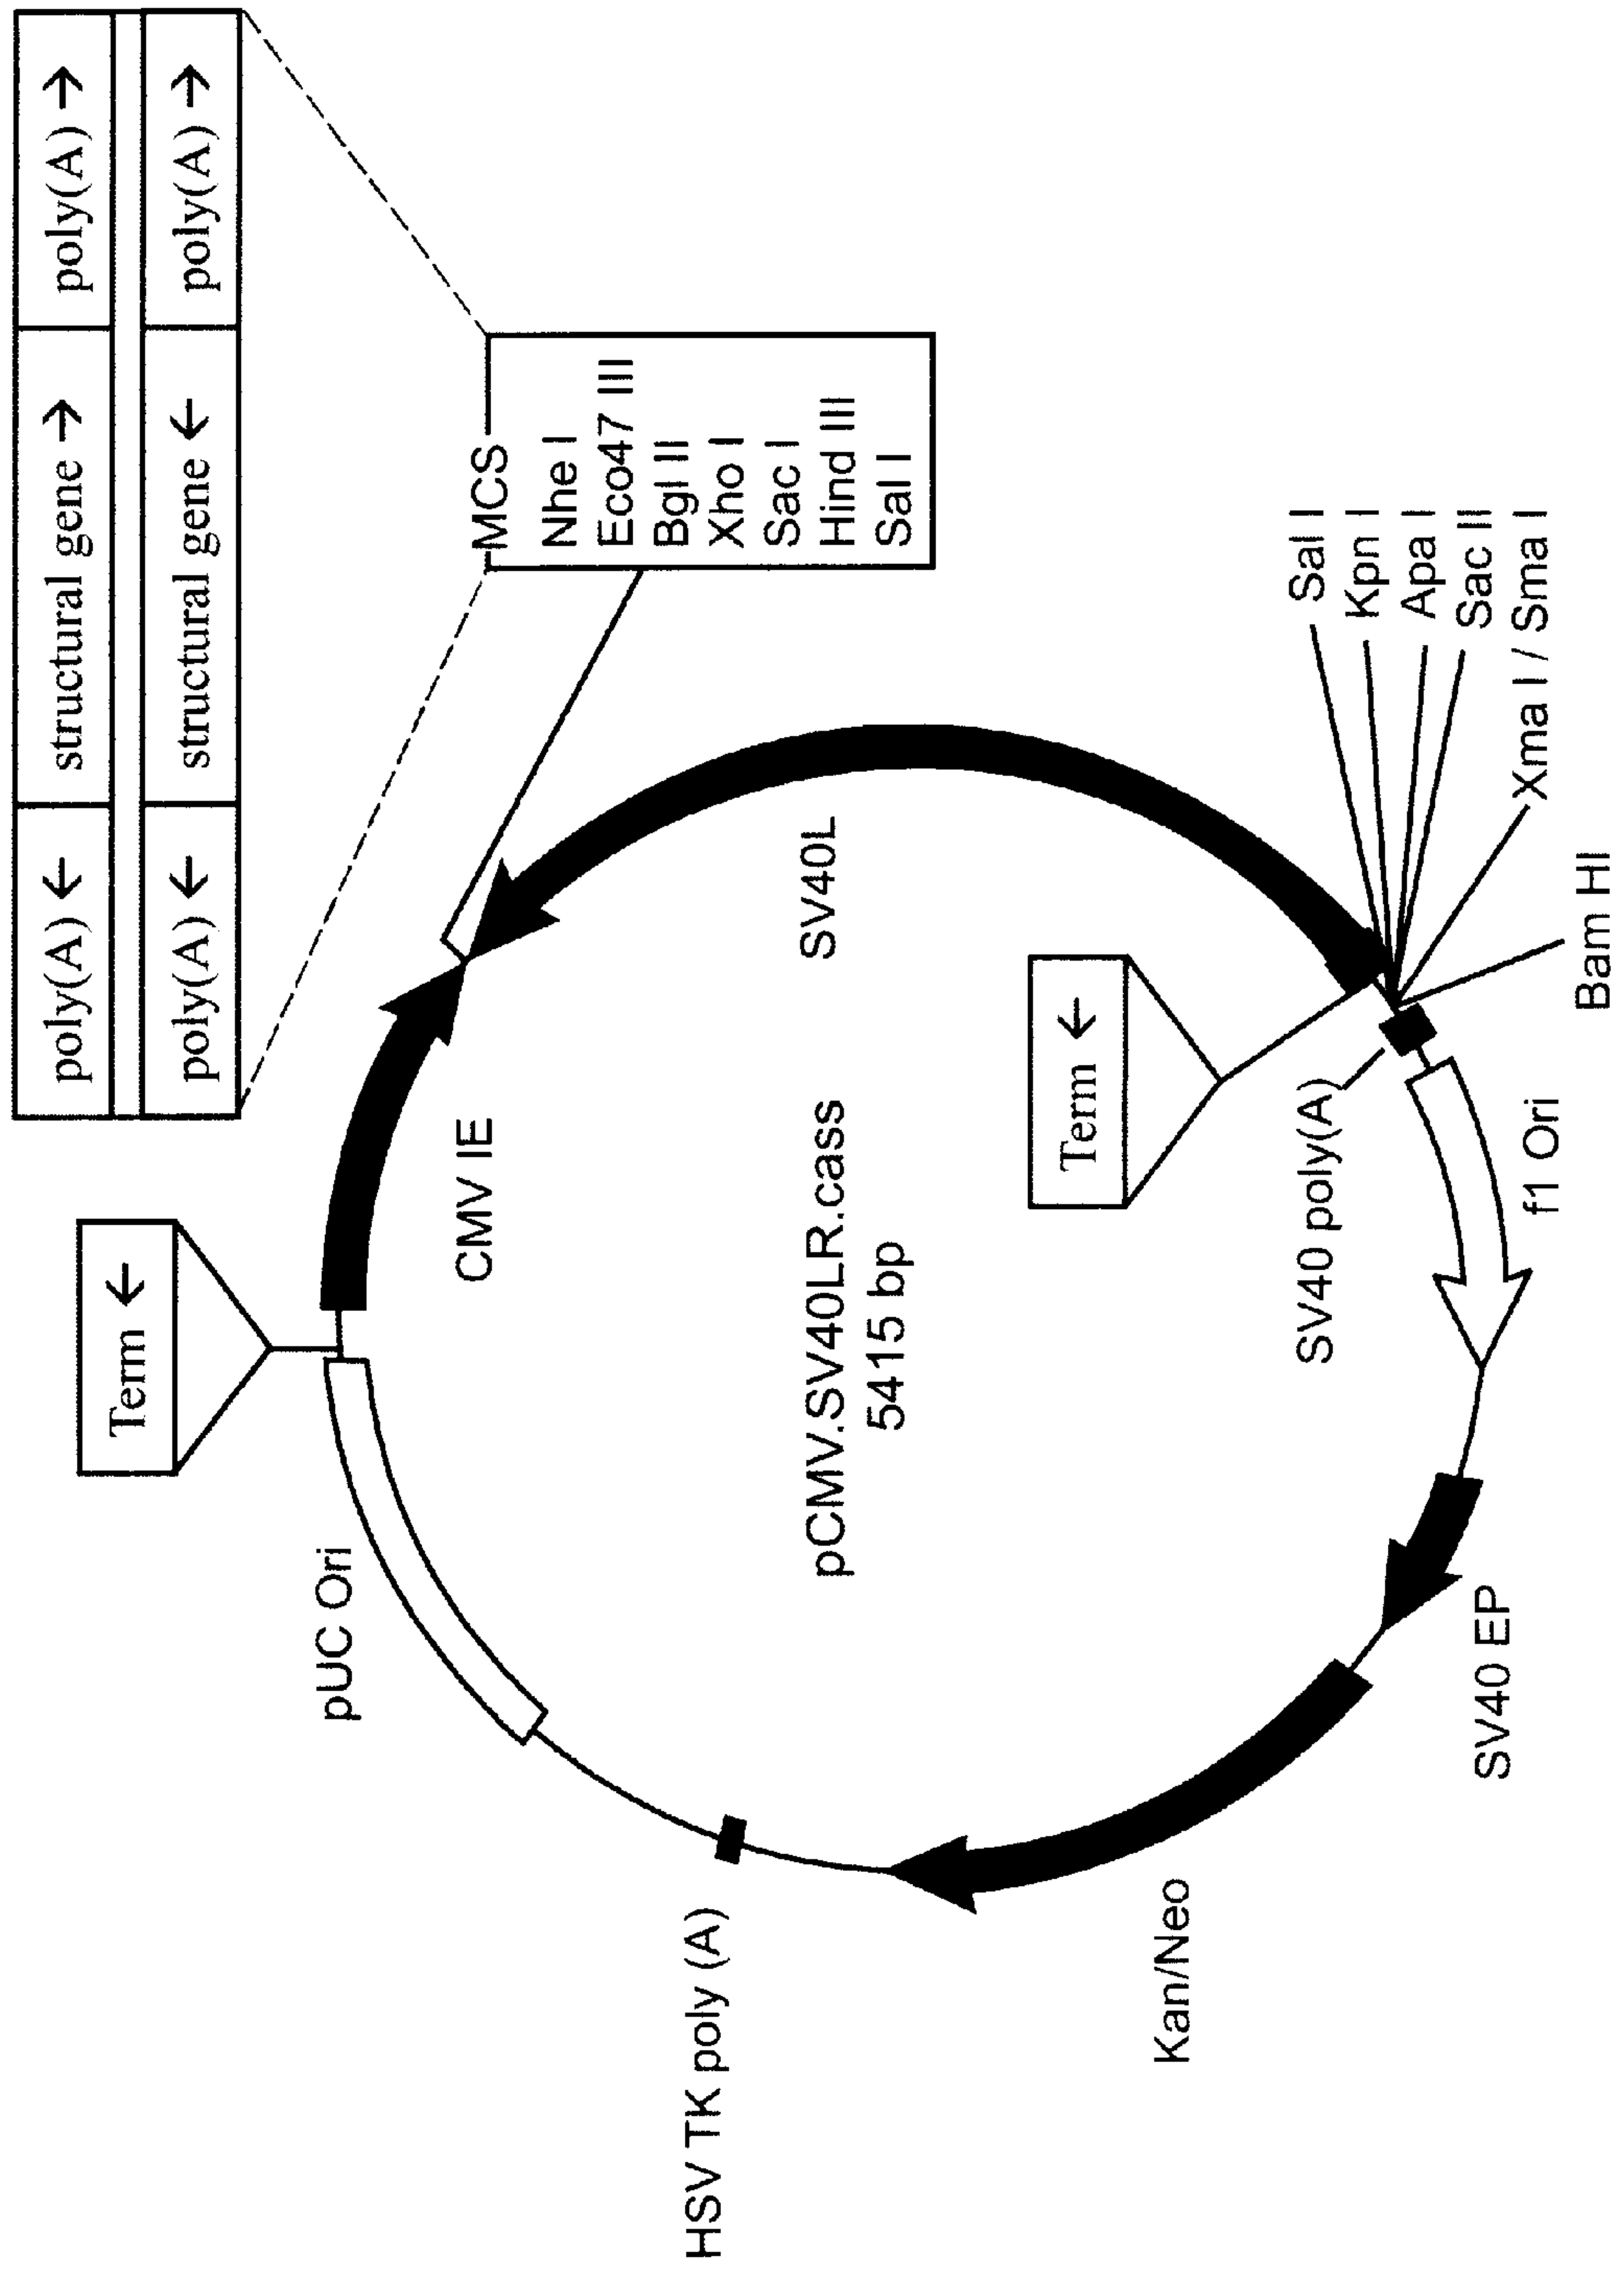 poly(A) ←
structural gene →
poly(A) →
poly(A) ←
structural gene ←
poly(A) →
Term ←
MCS
Nhe I
Eco47 III
Bgl II
Xho I
Sac I
Hind III
Sal I
pUC Ori
CMV IE
HSV TK poly (A)
pCMV.SV40LR.cass
5415 bp
SV40L
Term ←
Kan/Neo
SV40 EP
SV40 poly(A)
f1 Ori
Sal I
Kpn I
Apa I
Sac II
Xma I / Sma I
Bam HI